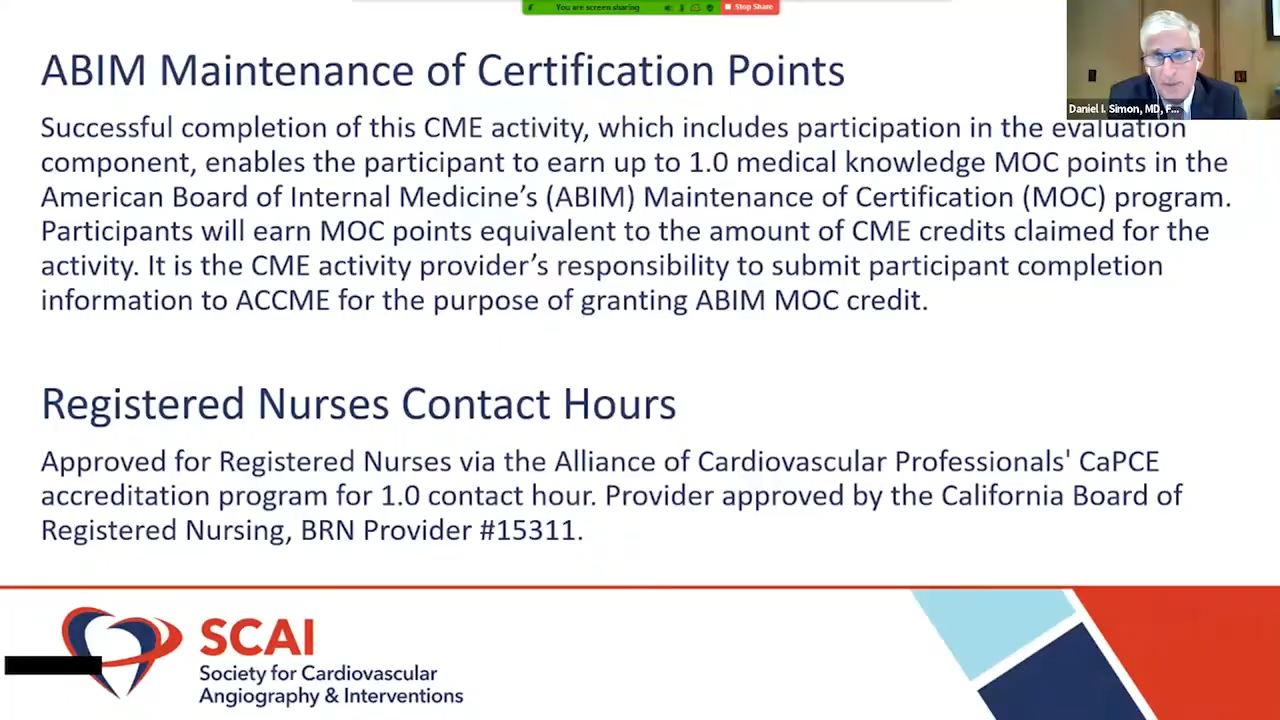 You are screen sharing
Stop Share
ABIM Maintenance of Certification Points
Daniel I. Simon, MD, F...
Successful completion of this CME activity, which includes participation in the evaluation
component, enables the participant to earn up to 1.0 medical knowledge MOC points in the
American Board of Internal Medicine’s (ABIM) Maintenance of Certification (MOC) program.
Participants will earn MOC points equivalent to the amount of CME credits claimed for the
activity. It is the CME activity provider’s responsibility to submit participant completion
information to ACCME for the purpose of granting ABIM MOC credit.
Registered Nurses Contact Hours
Approved for Registered Nurses via the Alliance of Cardiovascular Professionals' CaPCE
accreditation program for 1.0 contact hour. Provider approved by the California Board of
Registered Nursing, BRN Provider #15311.
SCAI
Society for Cardiovascular
Angiography & Interventions